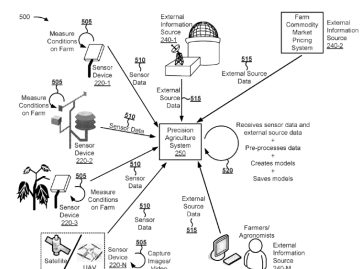 500
505
Measure
Conditions
on Farm
Sensor
Device
220-1
510
Sensor
Data
External
Information
Source
240-1
Farm
Commodity
Market
Pricing
System
External
Information
Source
240-2
515
External Source
Data
External
Source
Data
515
505
Measure
Conditions
on Farm
Sensor
Device
220-2
510
Sensor Data
Precision
Agriculture
System
250
Receives sensor data and
external source data
+
Pre-processes data
+
Creates models
+
Saves models
520
505
Measure
Conditions
on Farm
Sensor
Device
220-3
510
Sensor
Data
External
Source
Data
515
Farmers/
Agronomists
External
Information
Source
240-M
Satellite
UAV
Sensor
Device
220-N
505
Capture
Images/
Video
510
Sensor
Data